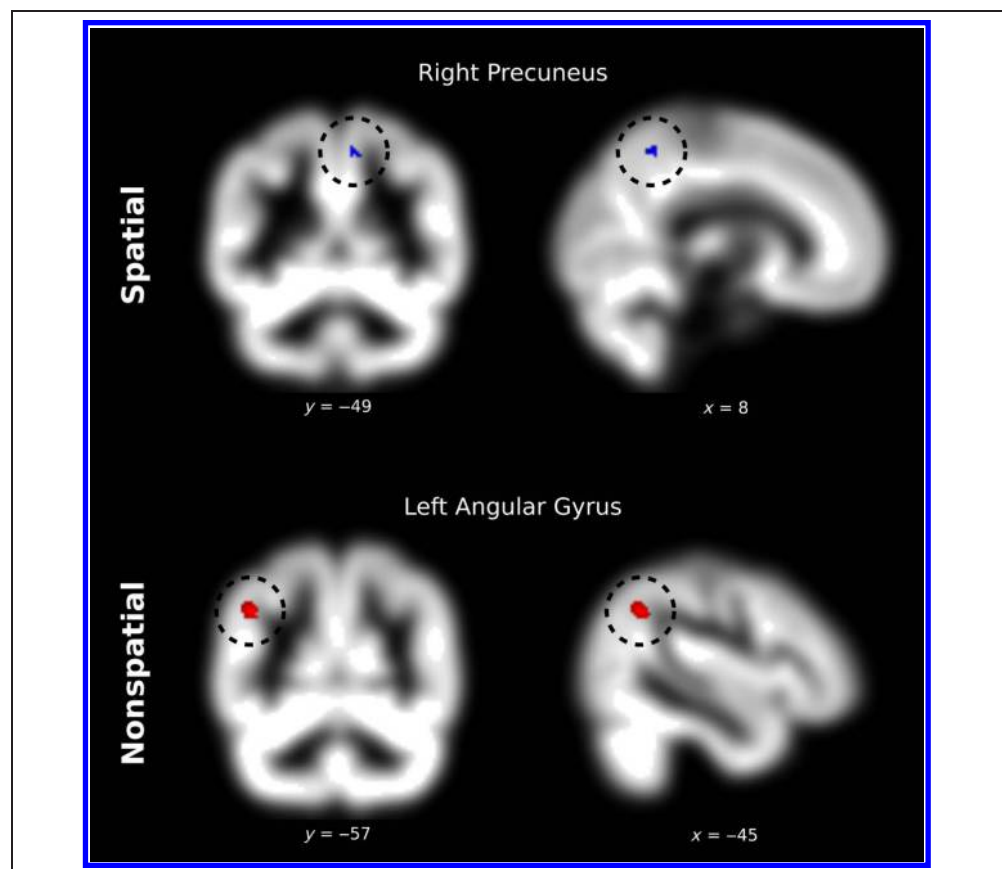 Right Precuneus
Spatial
y = −49
x = 8
Left Angular Gyrus
Nonspatial
y = −57
x = −45